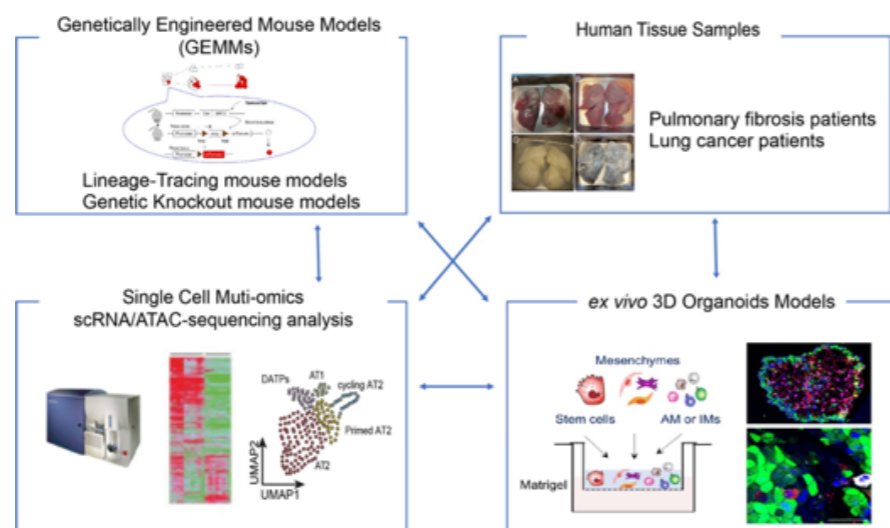 Genetically Engineered Mouse Models
(GEMMs)
Lineage-Tracing mouse models
Genetic Knockout mouse models
Human Tissue Samples
Pulmonary fibrosis patients
Lung cancer patients
Single Cell Muti-omics
scRNA/ATAC-sequencing analysis
DATPs
AT1
cycling AT2
Primed AT2
AT2
UMAP2
UMAP1
ex vivo 3D Organoids Models
Mesenchymes
Stem cells
AM or IMs
Matrigel